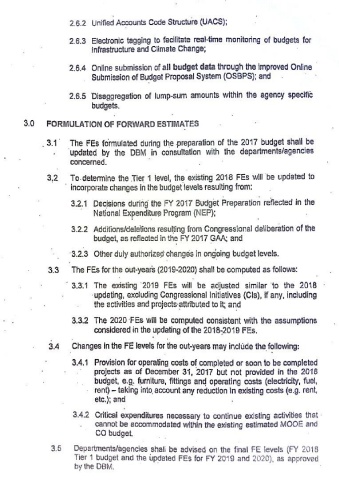 2.6.2 Unified Accounts Code Structure (UACS);
2.6.3 Electronic tagging to facilitate real-time monitoring of budgets for
Infrastructure and Climate Change;
2.6.4 Online submission of all budget data through the improved Online
Submission of Budget Proposal System (OSBPS); and
2.6.5 Disaggregation of lump-sum amounts within the agency specific
budgets.
3.0 FORMULATION OF FORWARD ESTIMATES
3.1 The FEs formulated during the preparation of the 2017 budget shall be
updated by the DBM in consultation with the departments/agencies
concerned.
3.2 To determine the Tier 1 level, the existing 2018 FEs will be updated to
incorporate changes in the budget levels resulting from:
3.2.1 Decisions during the FY 2017 Budget Preparation reflected in the
National Expenditure Program (NEP);
3.2.2 Additions/deletions resulting from Congressional deliberation of the
budget, as reflected in the FY 2017 GAA; and
3.2.3 Other duly authorized changes in ongoing budget levels.
3.3 The FEs for the out-years (2019-2020) shall be computed as follows:
3.3.1 The existing 2019 FEs will be adjusted similar to the 2018
updating, excluding Congressional Initiatives (CIs), if any, including
the activities and projects attributed to it; and
3.3.2 The 2020 FEs will be computed consistent with the assumptions
considered in the updating of the 2018-2019 FEs.
3.4 Changes in the FE levels for the out-years may include the following:
3.4.1 Provision for operating costs of completed or soon to be completed
projects as of December 31, 2017 but not provided in the 2018
budget, e.g. furniture, fittings and operating costs (electricity, fuel,
rent) – taking into account any reduction in existing costs (e.g. rent,
etc.); and
3.4.2 Critical expenditures necessary to continue existing activities that
cannot be accommodated within the existing estimated MOOE and
CO budget.
3.5 Departments/agencies shall be advised on the final FE levels (FY 2018
Tier 1 budget and the updated FEs for FY 2019 and 2020), as approved
by the DBM.